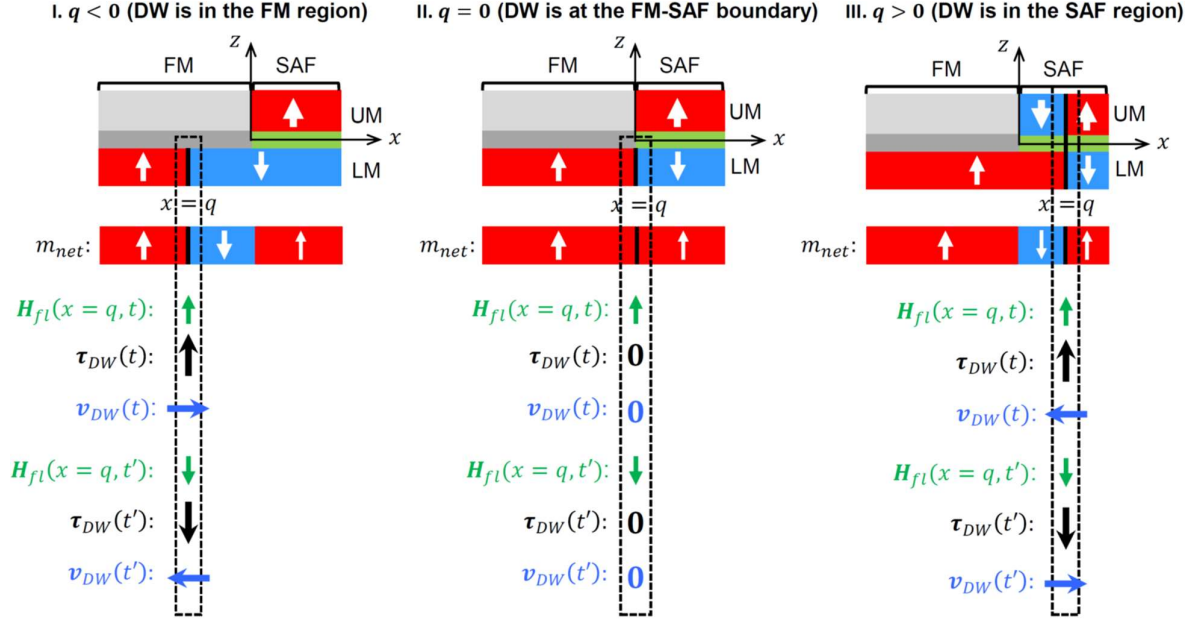 I. q < 0 (DW is in the FM region)
z
FM SAF
UM
x
LM
x = q
m_net:
H_fl(x = q, t):
τ_DW(t):
v_DW(t):
H_fl(x = q, t′):
τ_DW(t′):
v_DW(t′):
II. q = 0 (DW is at the FM-SAF boundary)
z
FM SAF
UM
x
LM
x = q
m_net:
H_fl(x = q, t):
τ_DW(t): 0
v_DW(t): 0
H_fl(x = q, t′):
τ_DW(t′): 0
v_DW(t′): 0
III. q > 0 (DW is in the SAF region)
z
FM SAF
UM
x
LM
x = q
m_net:
H_fl(x = q, t):
τ_DW(t):
v_DW(t):
H_fl(x = q, t′):
τ_DW(t′):
v_DW(t′):